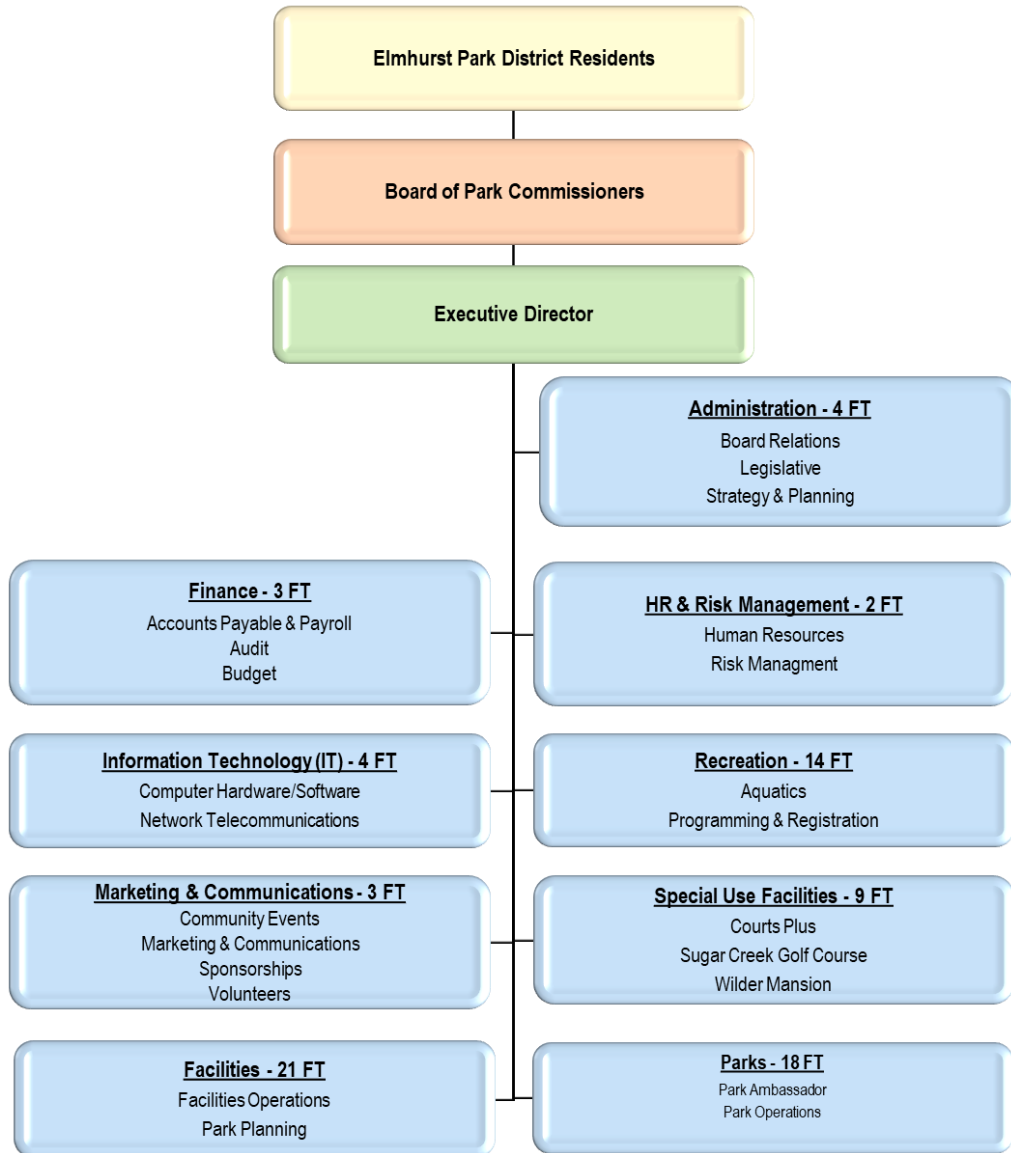 Elmhurst Park District Residents
Board of Park Commissioners
Executive Director
Administration - 4 FT
Board Relations
Legislative
Strategy & Planning
Finance - 3 FT
Accounts Payable & Payroll
Audit
Budget
HR & Risk Management - 2 FT
Human Resources
Risk Managment
Information Technology (IT) - 4 FT
Computer Hardware/Software
Network Telecommunications
Recreation - 14 FT
Aquatics
Programming & Registration
Marketing & Communications - 3 FT
Community Events
Marketing & Communications
Sponsorships
Volunteers
Special Use Facilities - 9 FT
Courts Plus
Sugar Creek Golf Course
Wilder Mansion
Facilities - 21 FT
Facilities Operations
Park Planning
Parks - 18 FT
Park Ambassador
Park Operations